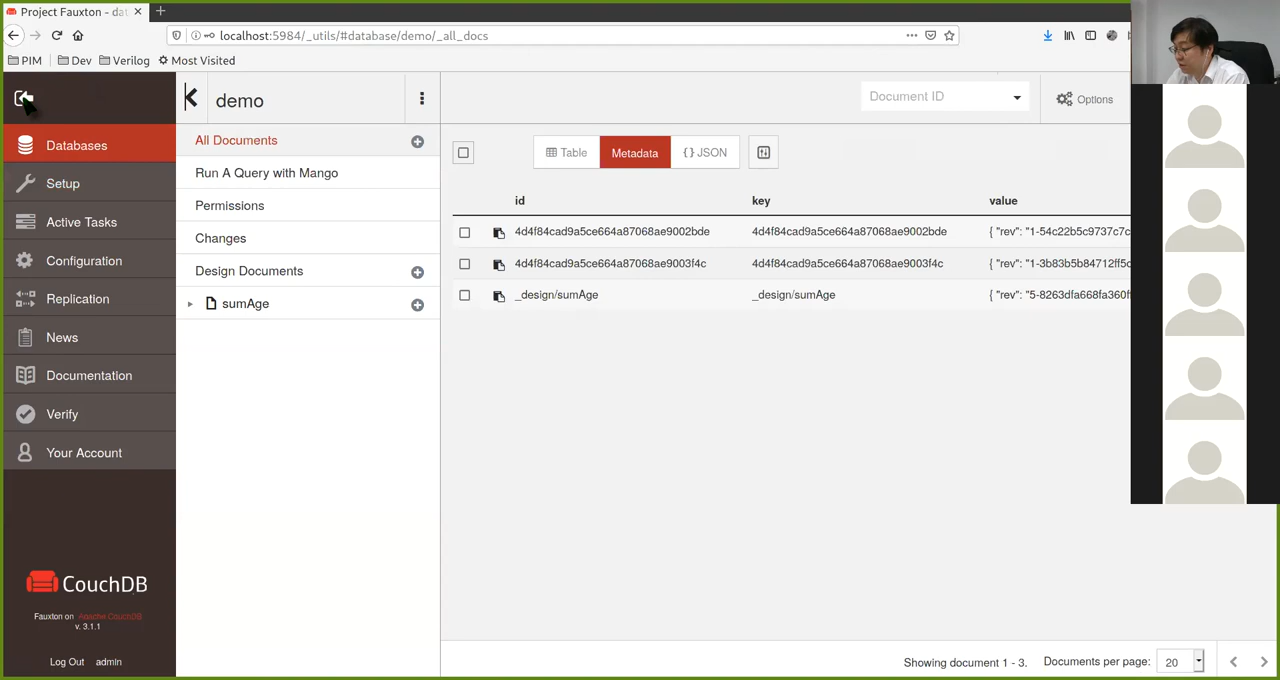 Project Fauxton - dat
localhost:5984/_utils/#database/demo/_all_docs
PIM Dev Verilog Most Visited
demo
Document ID
Options
Databases
Setup
Active Tasks
Configuration
Replication
News
Documentation
Verify
Your Account
CouchDB
Fauxton on Apache CouchDB
v. 3.1.1
Log Out admin
All Documents
Run A Query with Mango
Permissions
Changes
Design Documents
sumAge
Table Metadata {} JSON
id key value
4d4f84cad9a5ce664a87068ae9002bde 4d4f84cad9a5ce664a87068ae9002bde { "rev": "1-54c22b5c9737c7c
4d4f84cad9a5ce664a87068ae9003f4c 4d4f84cad9a5ce664a87068ae9003f4c { "rev": "1-3b83b5b84712ff5c
_design/sumAge _design/sumAge { "rev": "5-8263dfa668fa360f
Showing document 1 - 3. Documents per page: 20